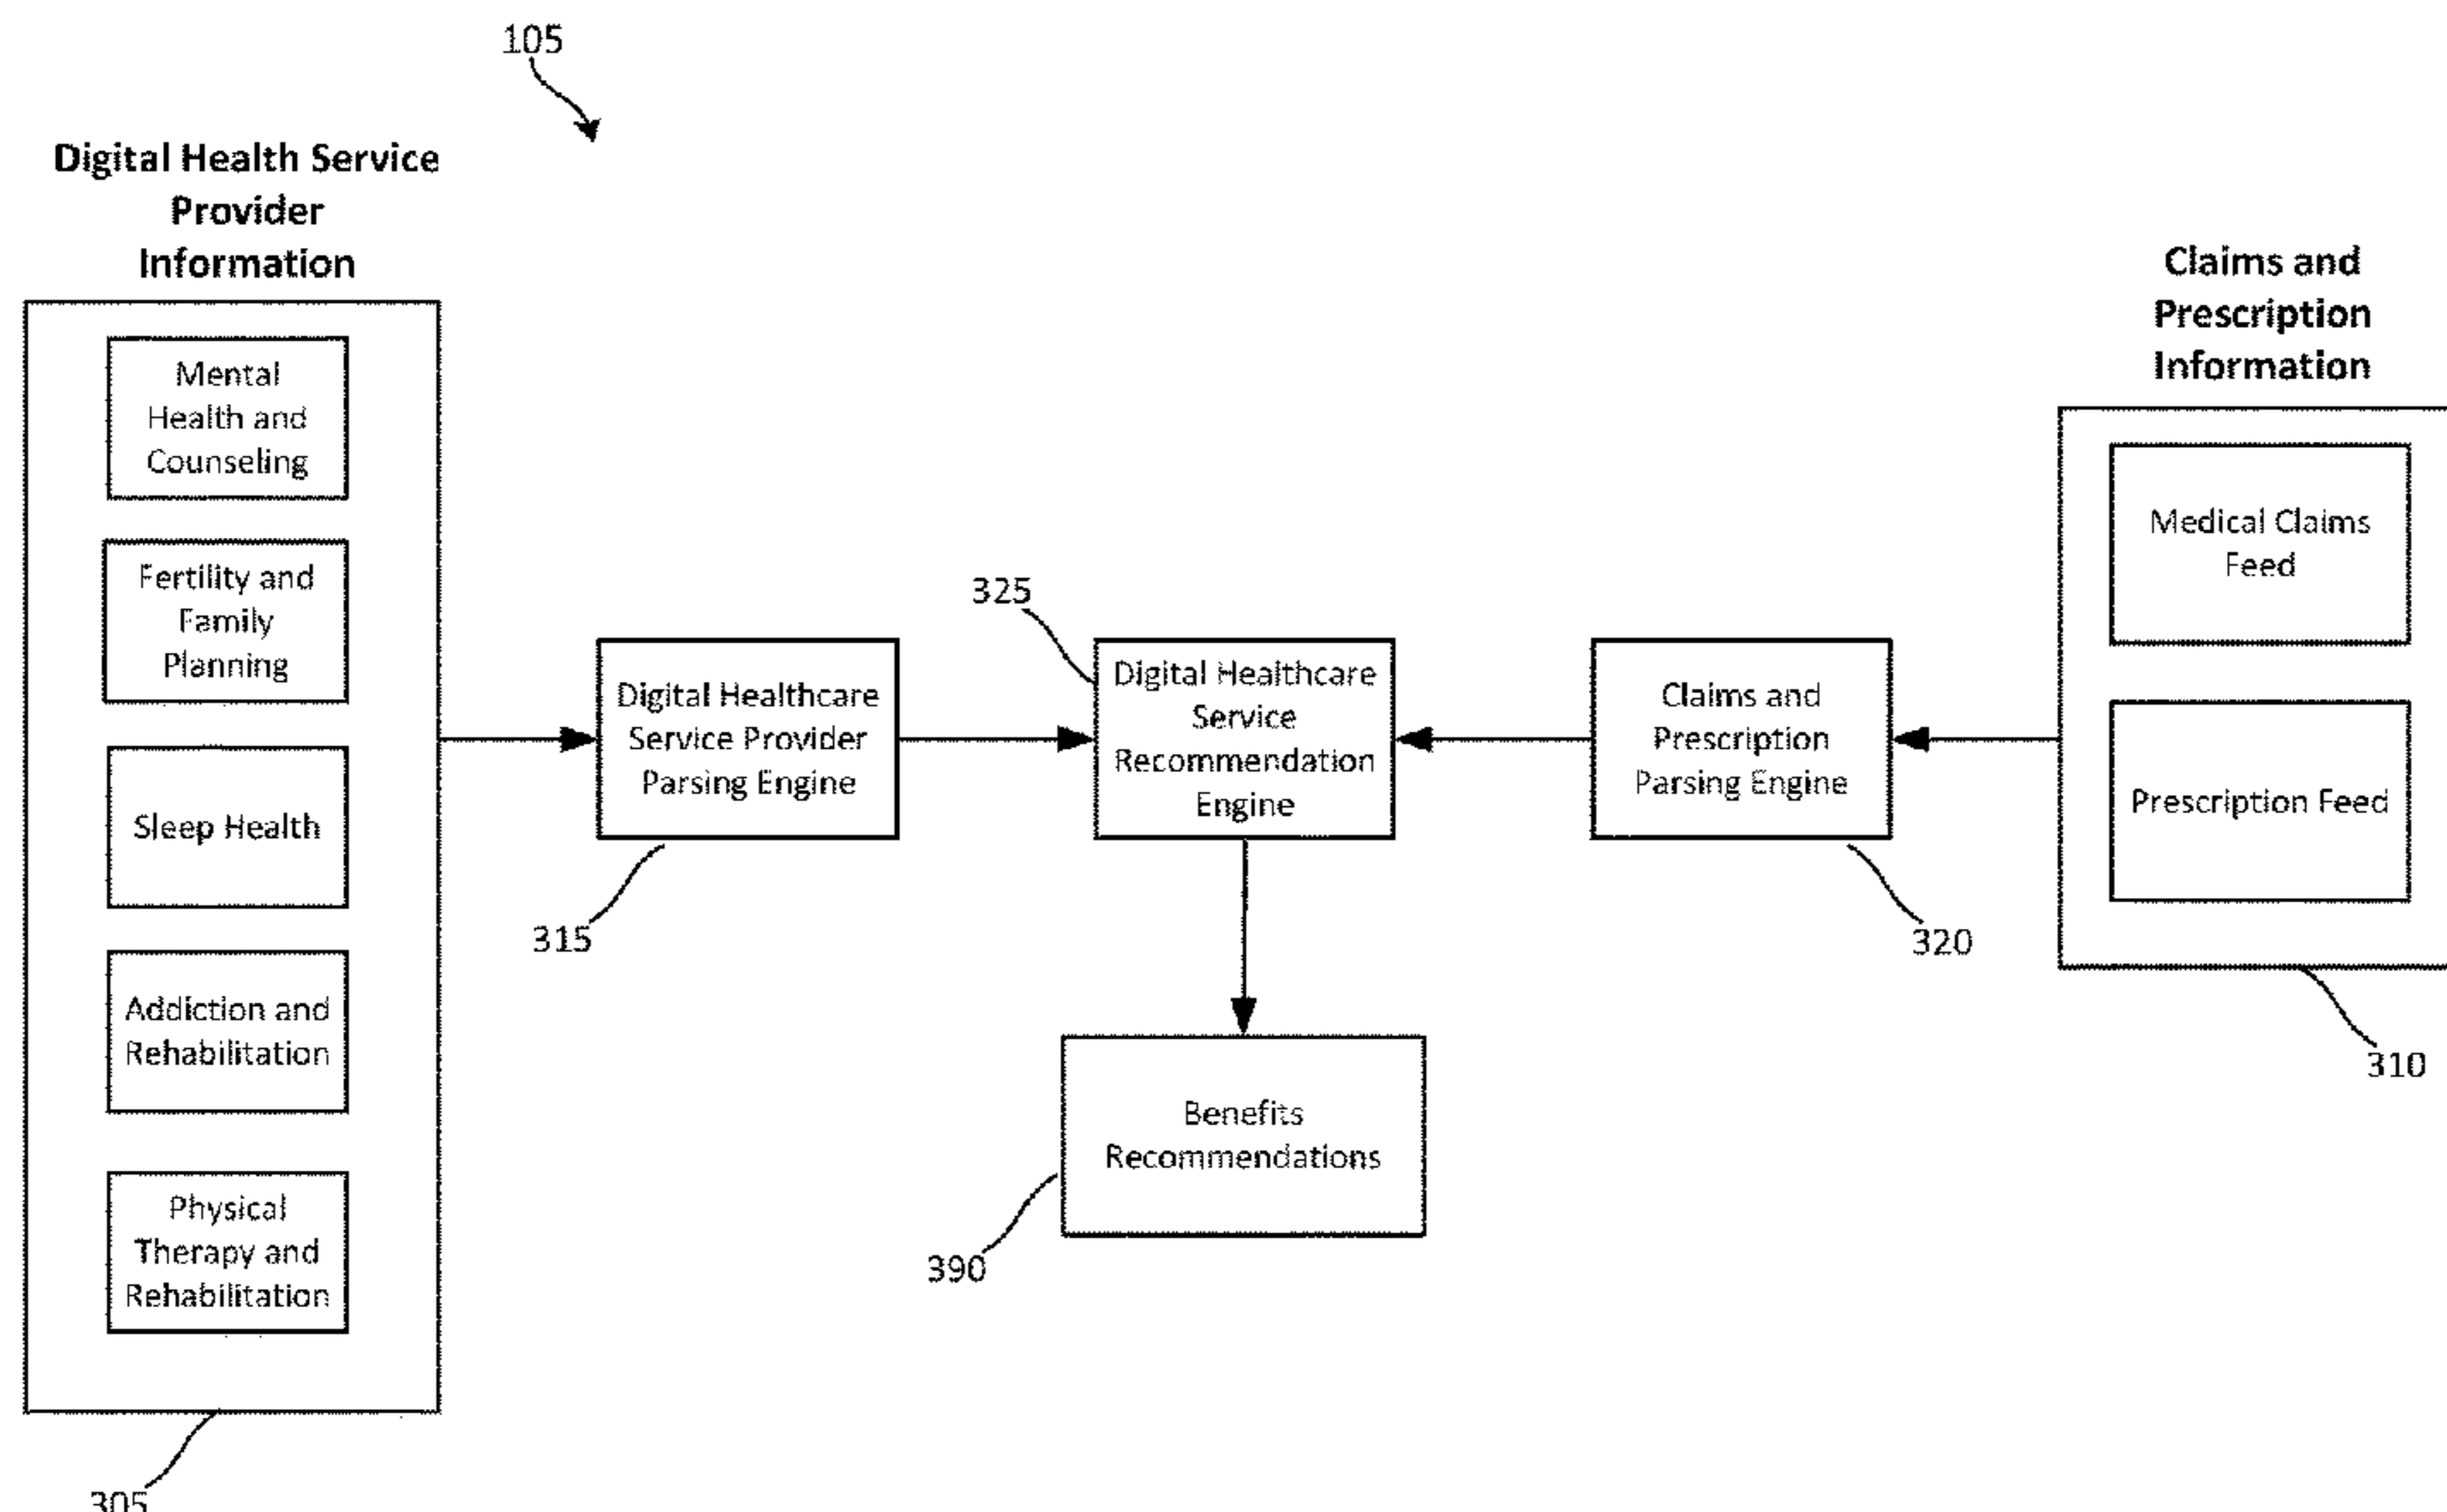 105
Digital Health Service
Provider
Information
Mental
Health and
Counseling
Fertility and
Family
Planning
Sleep Health
Addiction and
Rehabilitation
Physical
Therapy and
Rehabilitation
305
Digital Healthcare
Service Provider
Parsing Engine
315
325
Digital Healthcare
Service
Recommendation
Engine
Benefits
Recommendations
390
Claims and
Prescription
Parsing Engine
320
Claims and
Prescription
Information
Medical Claims
Feed
Prescription Feed
310